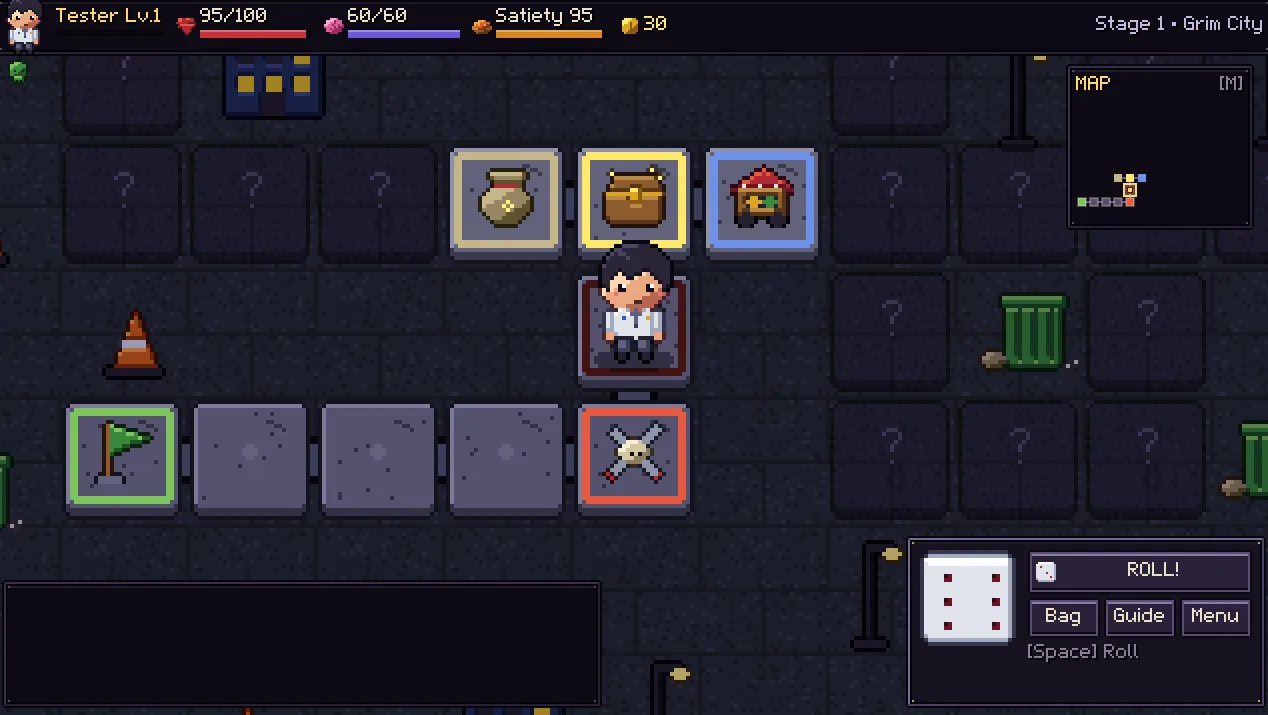 Tester Lv.1
95/100
60/60
Satiety 95
30
Stage 1 • Grim City
?
?
MAP
[M]
?
?
?
?
?
?
?
?
?
?
ROLL!
Bag
Guide
Menu
[Space] Roll